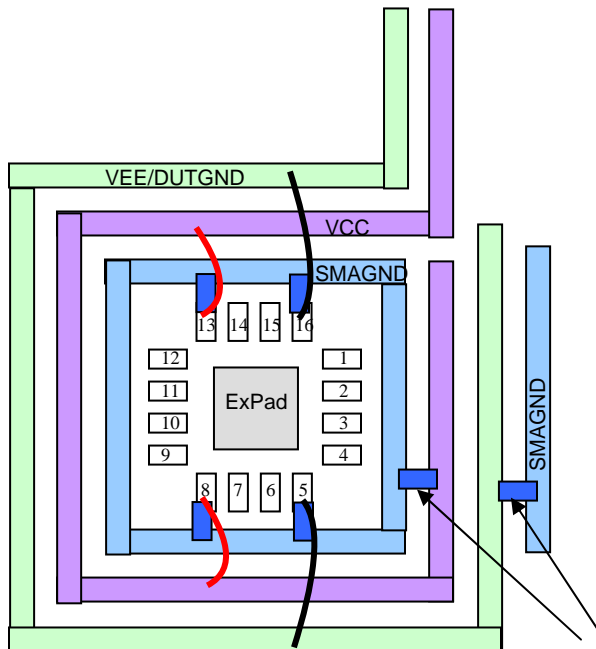 VEE/DUTGND
VCC
SMAGND
13 14 15 16
12 1
11 2
ExPad
10 3
9 4
SMAGND
8 7 6 5